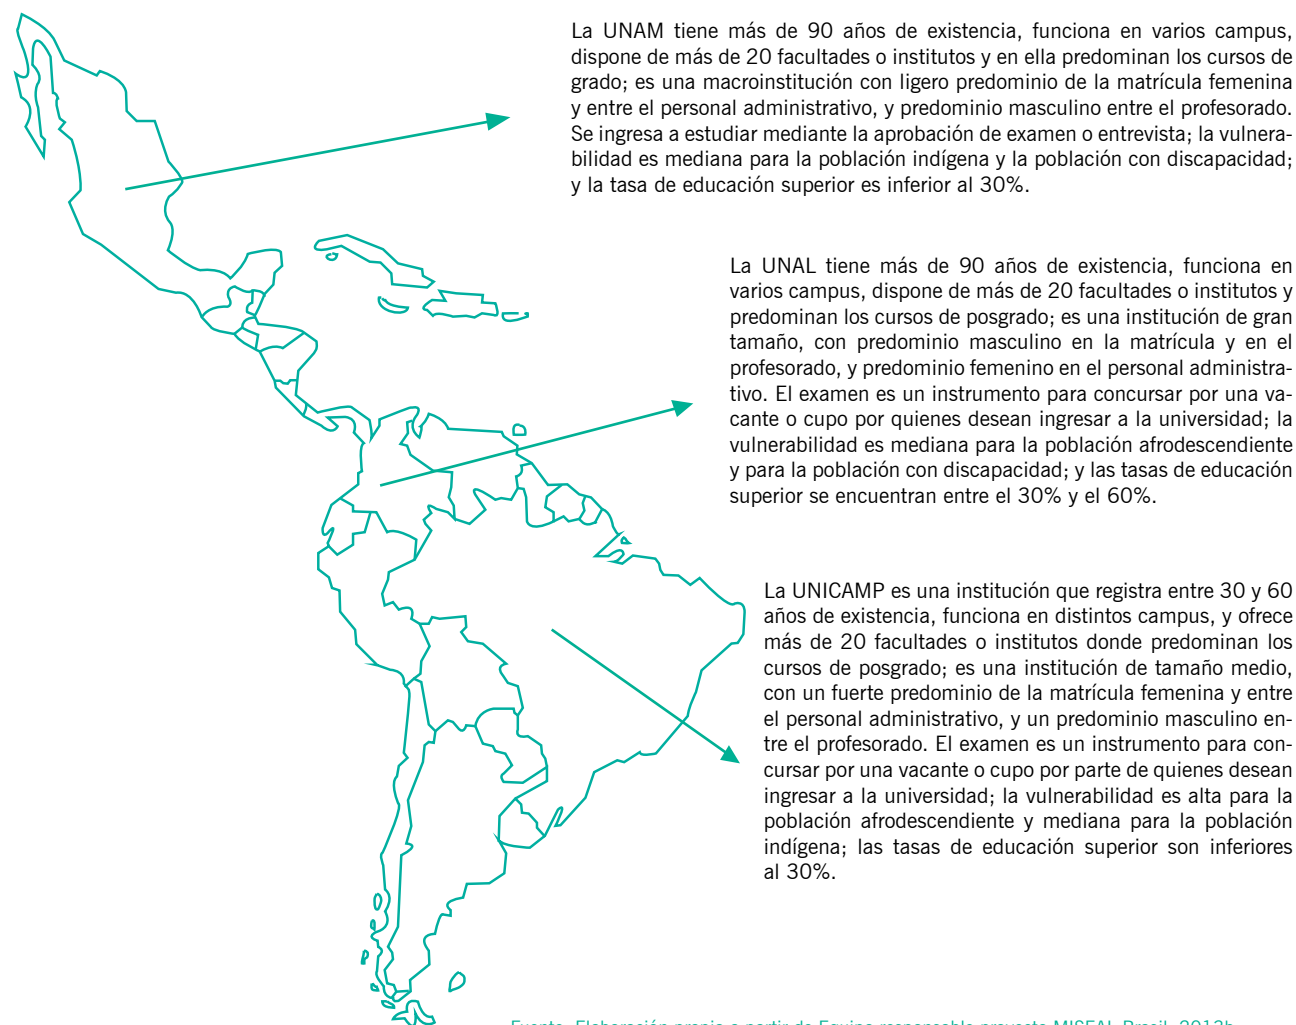 La UNAM tiene más de 90 años de existencia, funciona en varios campus,
dispone de más de 20 facultades o institutos y en ella predominan los cursos de
grado; es una macroinstitución con ligero predominio de la matrícula femenina
y entre el personal administrativo, y predominio masculino entre el profesorado.
Se ingresa a estudiar mediante la aprobación de examen o entrevista; la vulnera-
bilidad es mediana para la población indígena y la población con discapacidad;
y la tasa de educación superior es inferior al 30%.
La UNAL tiene más de 90 años de existencia, funciona en
varios campus, dispone de más de 20 facultades o institutos y
predominan los cursos de posgrado; es una institución de gran
tamaño, con predominio masculino en la matrícula y en el
profesorado, y predominio femenino en el personal administra-
tivo. El examen es un instrumento para concursar por una va-
cante o cupo por quienes desean ingresar a la universidad; la
vulnerabilidad es mediana para la población afrodescendiente
y para la población con discapacidad; y las tasas de educación
superior se encuentran entre el 30% y el 60%.
La UNICAMP es una institución que registra entre 30 y 60
años de existencia, funciona en distintos campus, y ofrece
más de 20 facultades o institutos donde predominan los
cursos de posgrado; es una institución de tamaño medio,
con un fuerte predominio de la matrícula femenina y entre
el personal administrativo, y un predominio masculino en-
tre el profesorado. El examen es un instrumento para con-
cursar por una vacante o cupo por parte de quienes desean
ingresar a la universidad; la vulnerabilidad es alta para la
población afrodescendiente y mediana para la población
indígena; las tasas de educación superior son inferiores
al 30%.
Fuente: Elaboración propia a partir de Equipo responsable proyecto MISEAL Brasil,